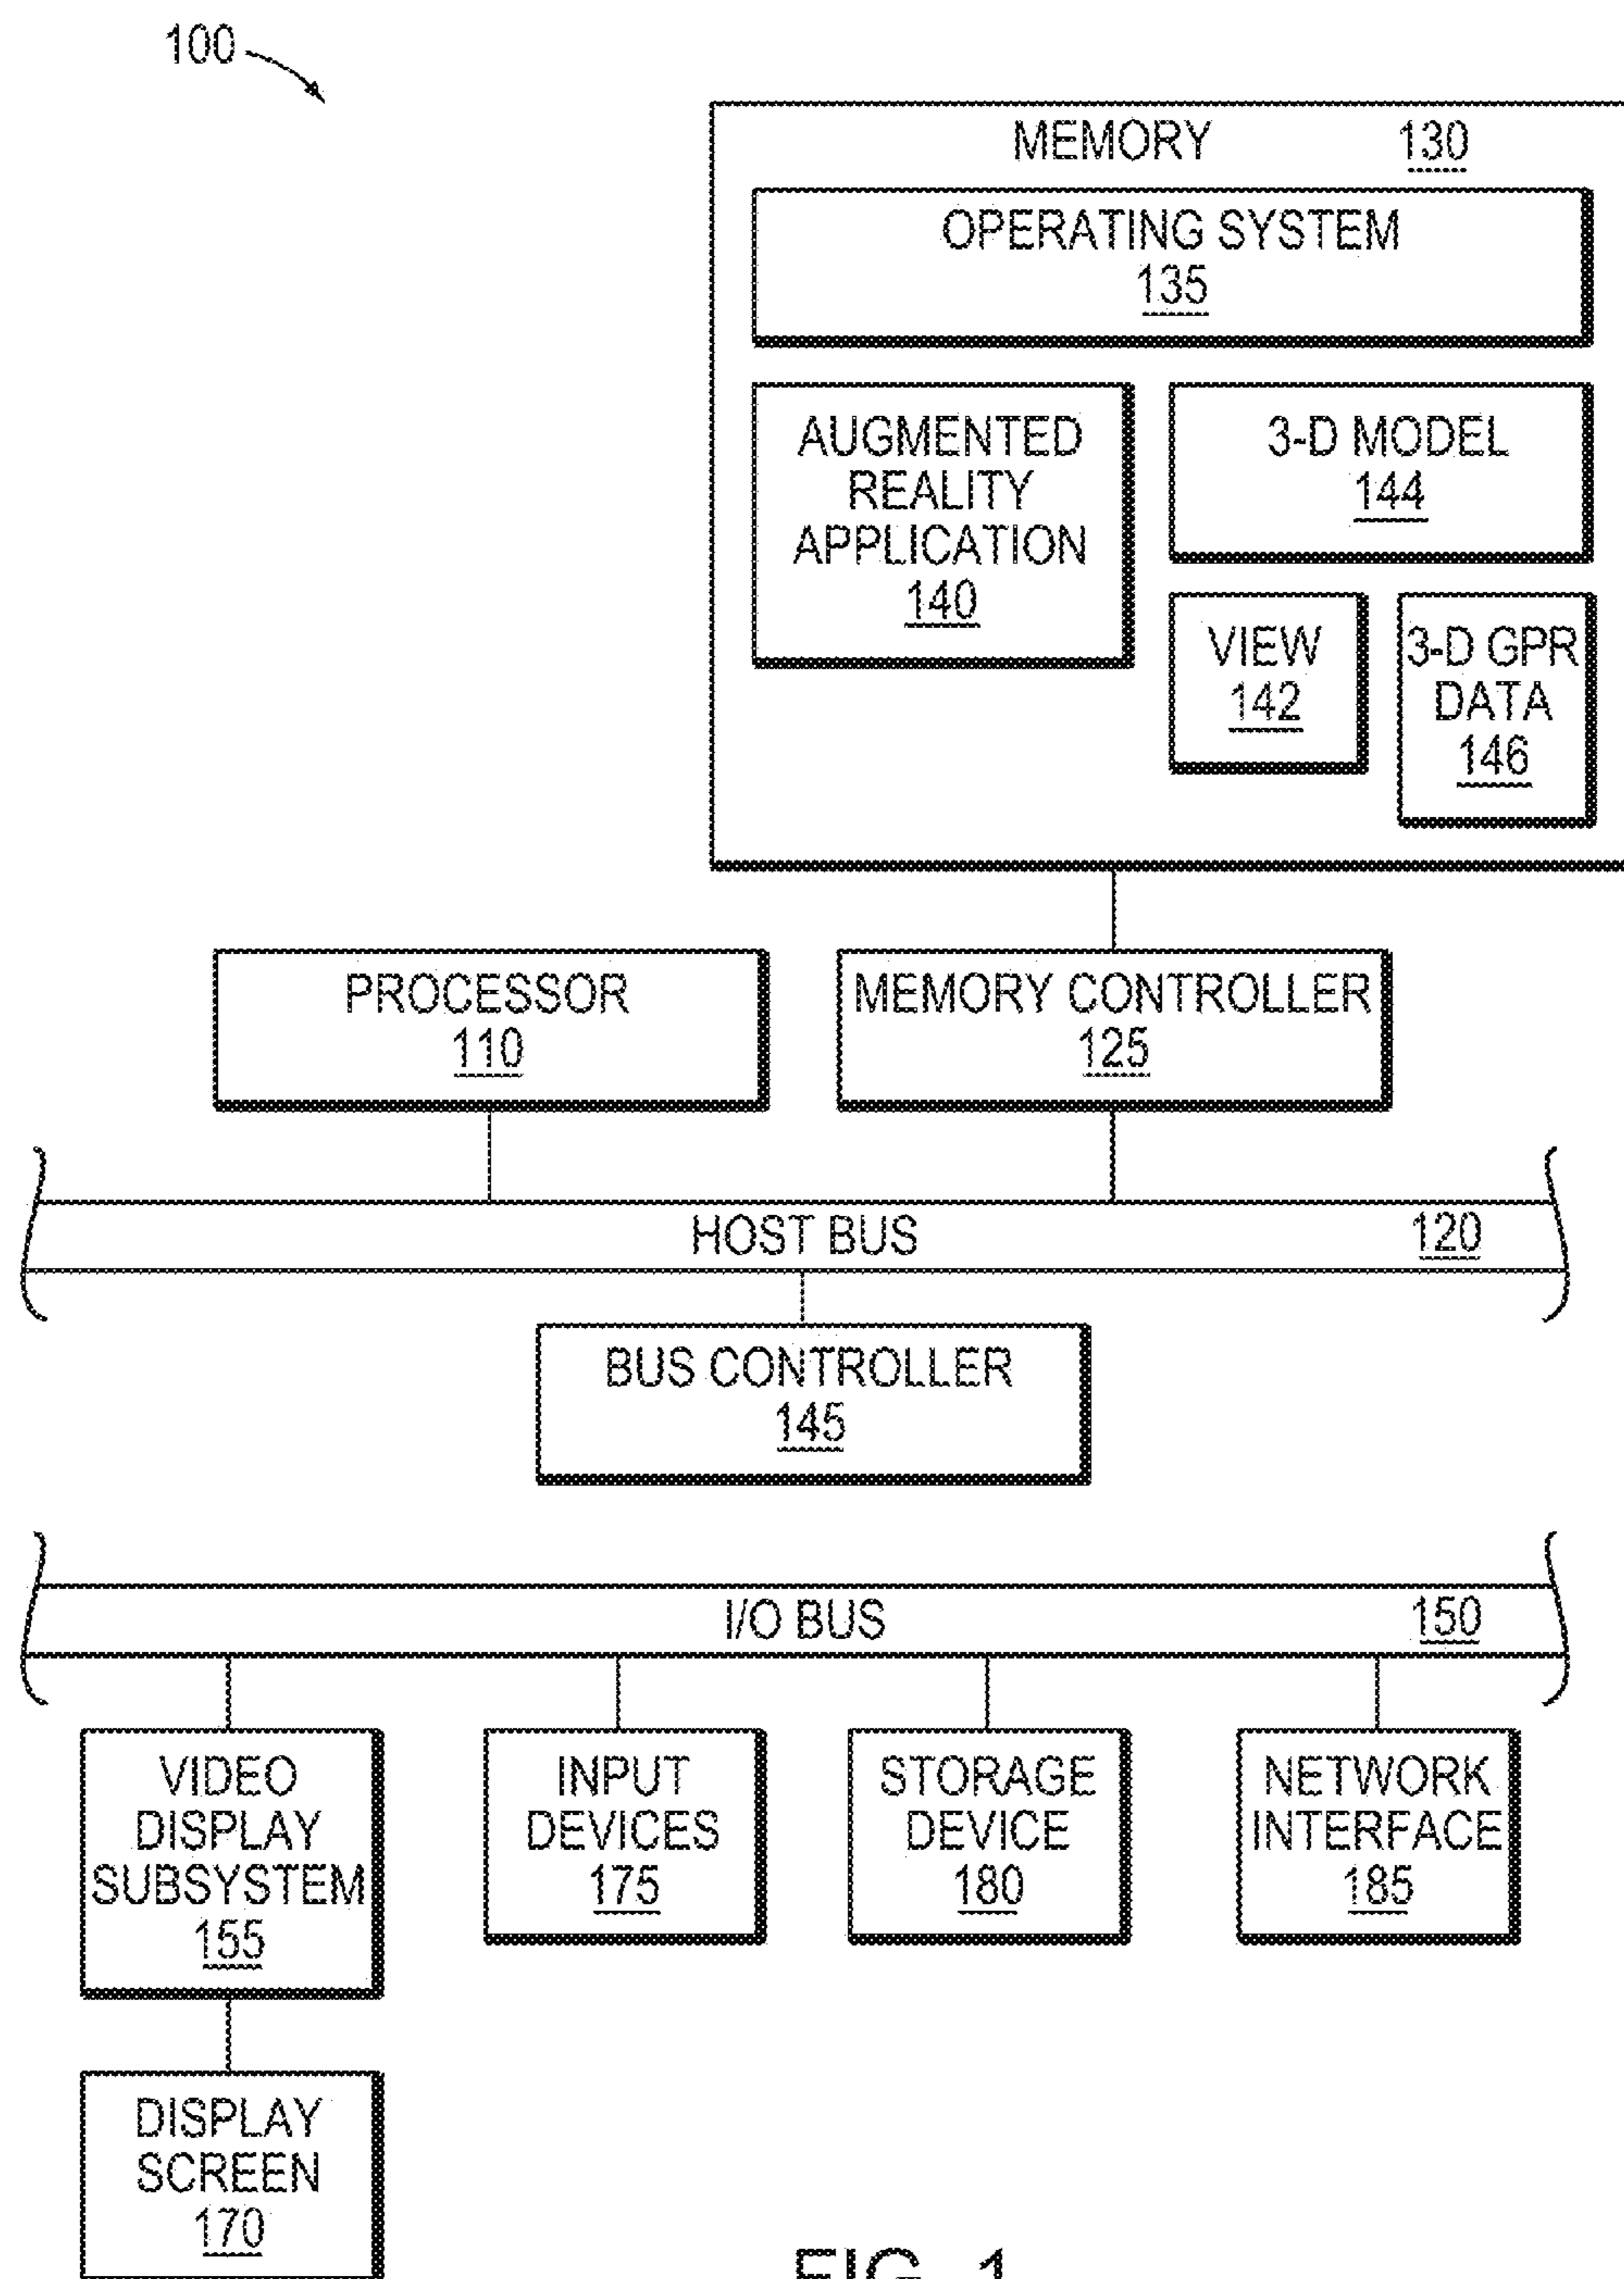 100
MEMORY 130
OPERATING SYSTEM
135
AUGMENTED
REALITY
APPLICATION
140
3-D MODEL
144
VIEW
142
3-D GPR
DATA
146
PROCESSOR
110
MEMORY CONTROLLER
125
HOST BUS 120
BUS CONTROLLER
145
I/O BUS 150
VIDEO
DISPLAY
SUBSYSTEM
155
INPUT
DEVICES
175
STORAGE
DEVICE
180
NETWORK
INTERFACE
185
DISPLAY
SCREEN
170
FIG. 1